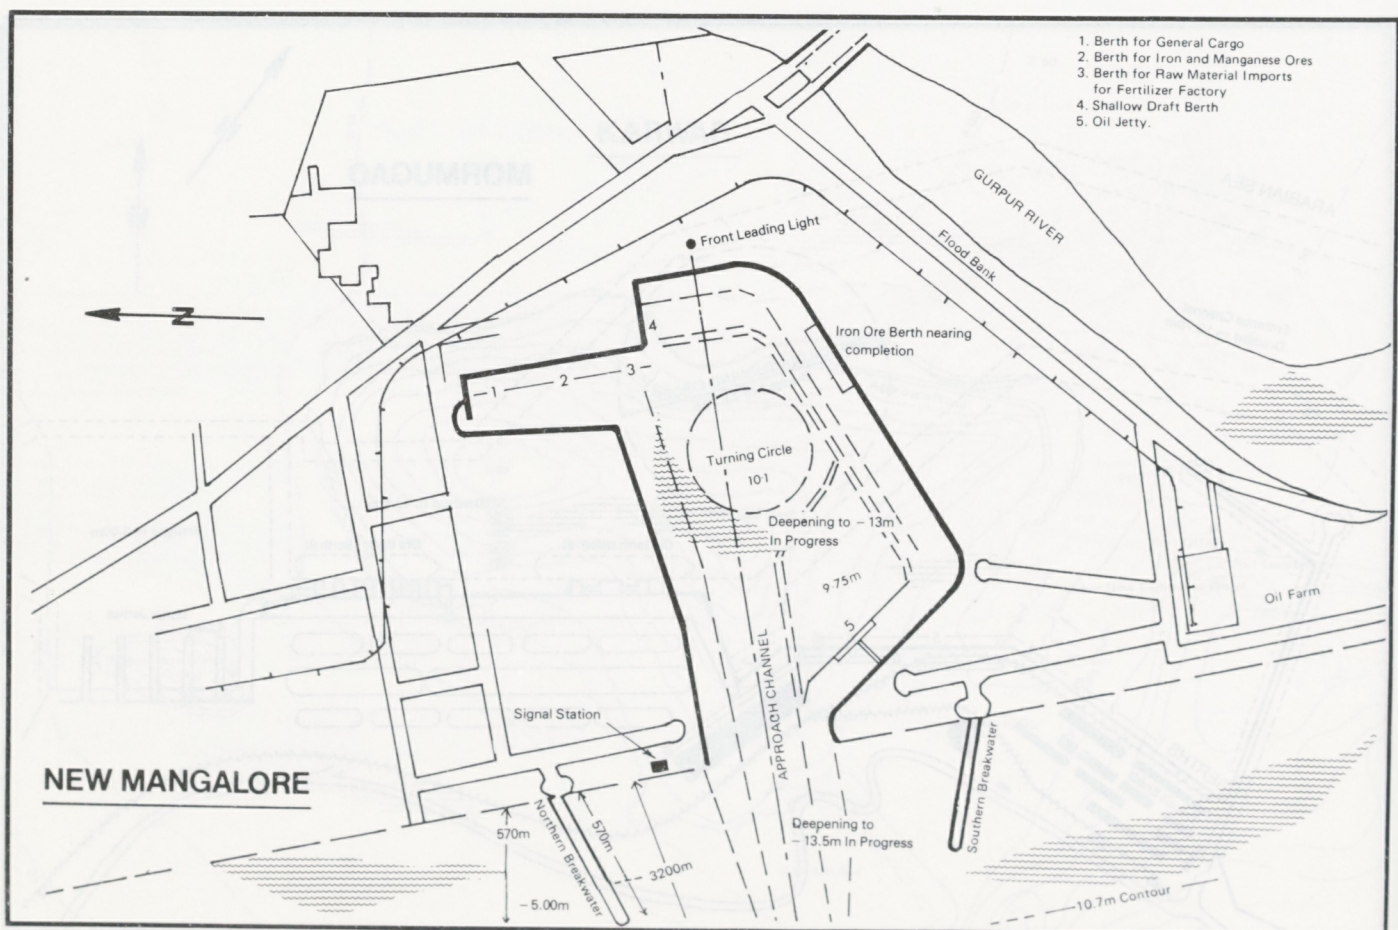 1. Berth for General Cargo
2. Berth for Iron and Manganese Ores
3. Berth for Raw Material Imports
for Fertilizer Factory
4. Shallow Draft Berth
5. Oil Jetty.
MORMUGAO
GURPUR RIVER
ARABIAN SEA
Front Leading Light
Flood Bank
N
4
Iron Ore Berth nearing
completion
1 2 3
Turning Circle
10·1
Deepening to – 13m
In Progress
9·75m
Oil Farm
5
APPROACH CHANNEL
Signal Station
NEW MANGALORE
Northern Breakwater
570m
570m
3200m
– 5.00m
Deepening to
– 13.5m In Progress
Southern Breakwater
–10.7m Contour